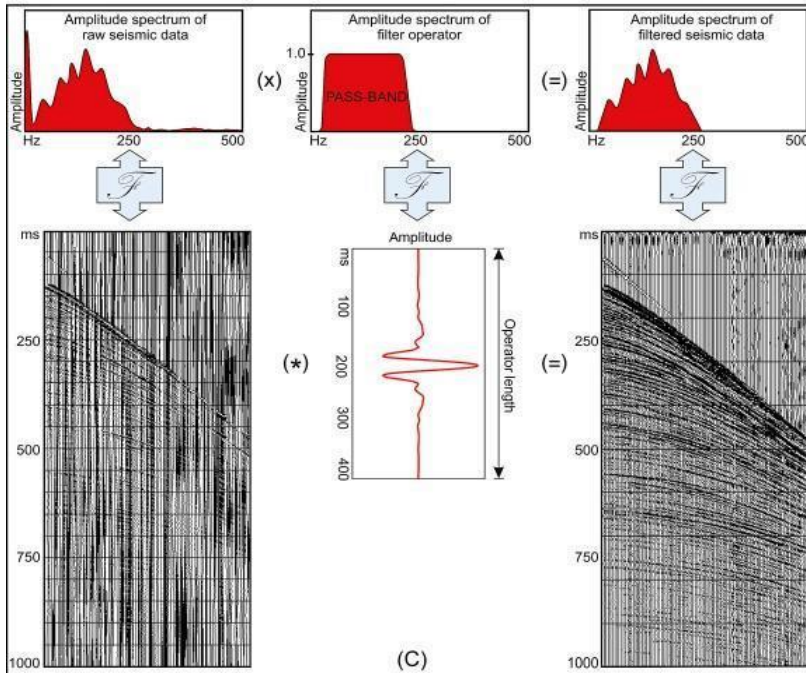 Amplitude spectrum of
raw seismic data
Amplitude
Hz 250 500
(x)
Amplitude spectrum of
filter operator
1.0
Amplitude
PASS-BAND
Hz 250 500
(=)
Amplitude spectrum of
filtered seismic data
Amplitude
Hz 250 500
F
F
F
ms
250
500
750
1000
(*)
Amplitude
ms
100
200
300
400
Operator length
(=)
ms
250
500
750
1000
(C)